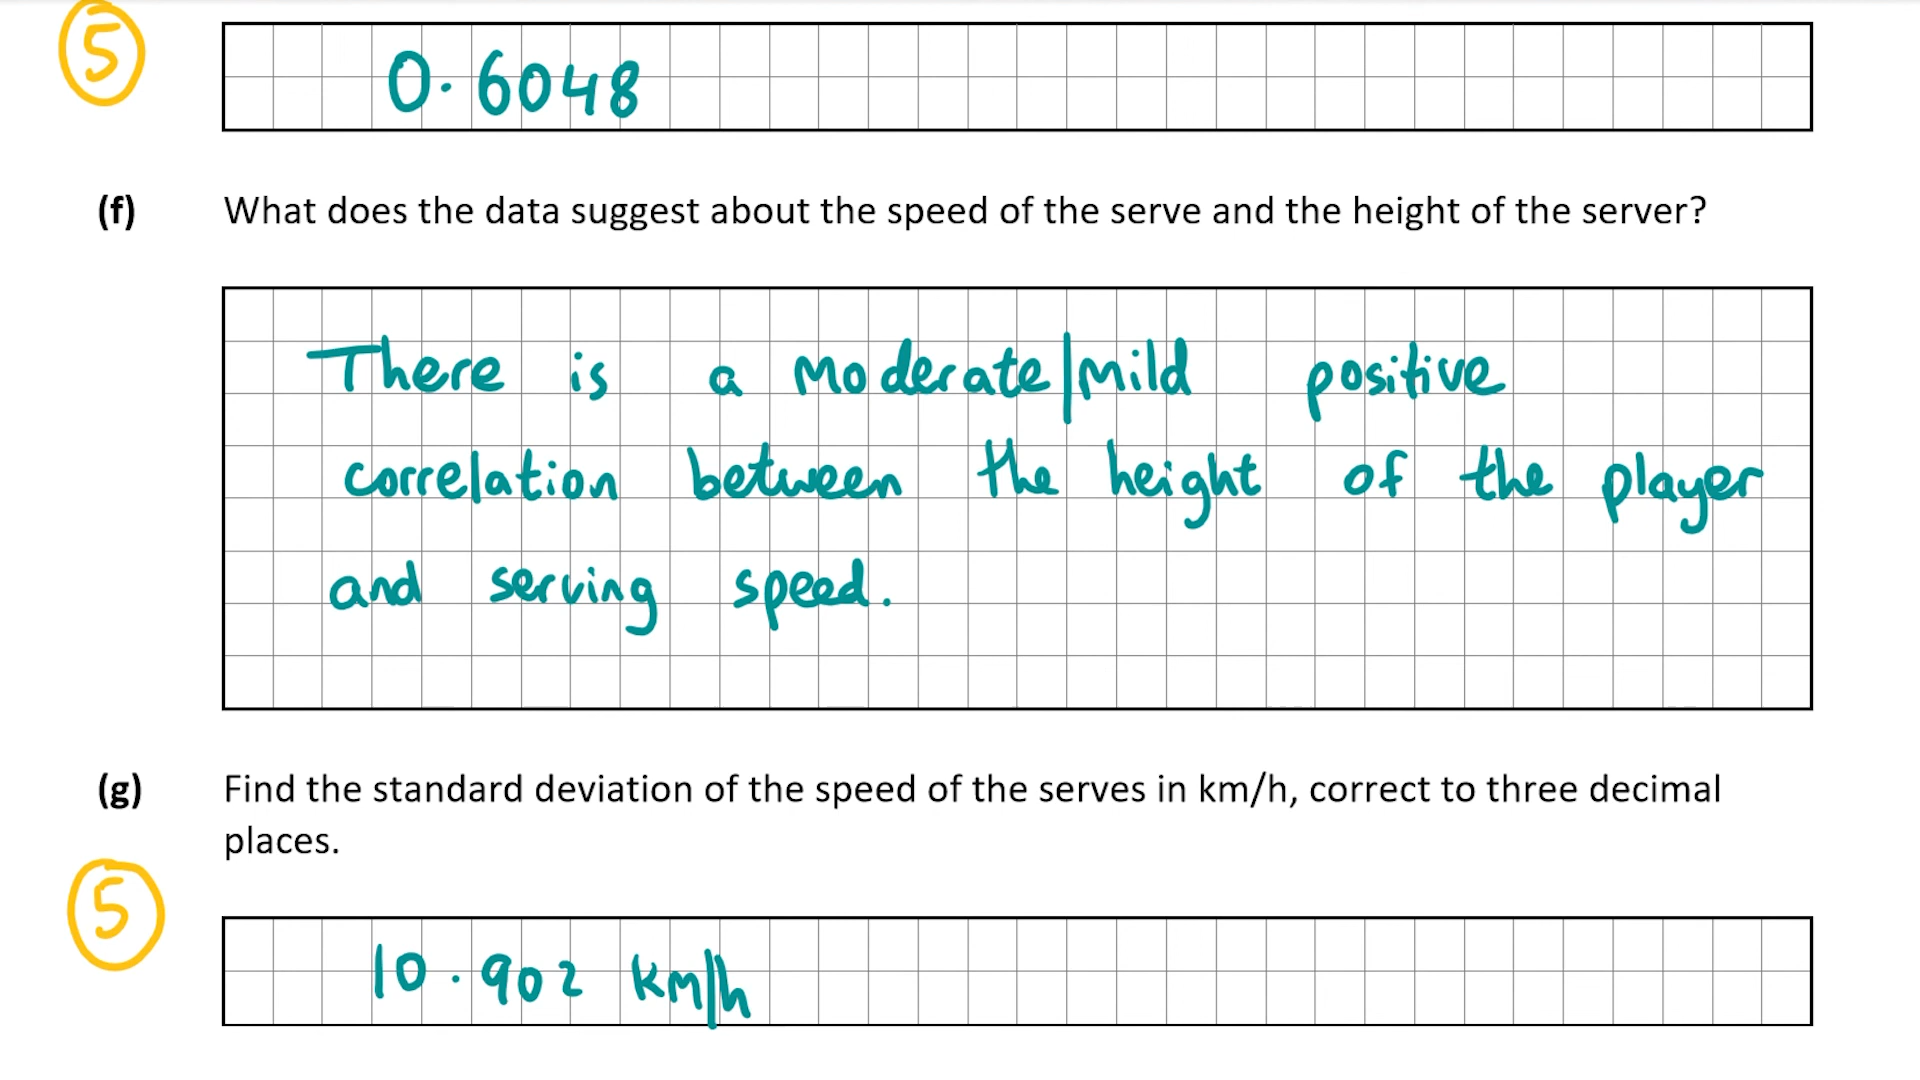 5
0.6048
(f) What does the data suggest about the speed of the serve and the height of the server?
There is a moderate/mild positive
correlation between the height of the player
and serving speed.
(g) Find the standard deviation of the speed of the serves in km/h, correct to three decimal
places.
5
10.902 km/h